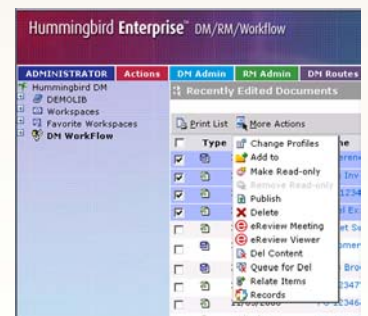 Hummingbird Enterprise™ DM/RM/Workflow
ADMINISTRATOR Actions DM Admin RM Admin DM Routes
Hummingbird DM
DEMOLIB
Workspaces
Favorite Workspaces
DM WorkFlow
Recently Edited Documents
Print List More Actions
Type
Change Profiles
Add to
Make Read-only
Remove Read-only
Publish
Delete
eReview Meeting
eReview Viewer
Del Content
Queue for Del
Relate Items
Records